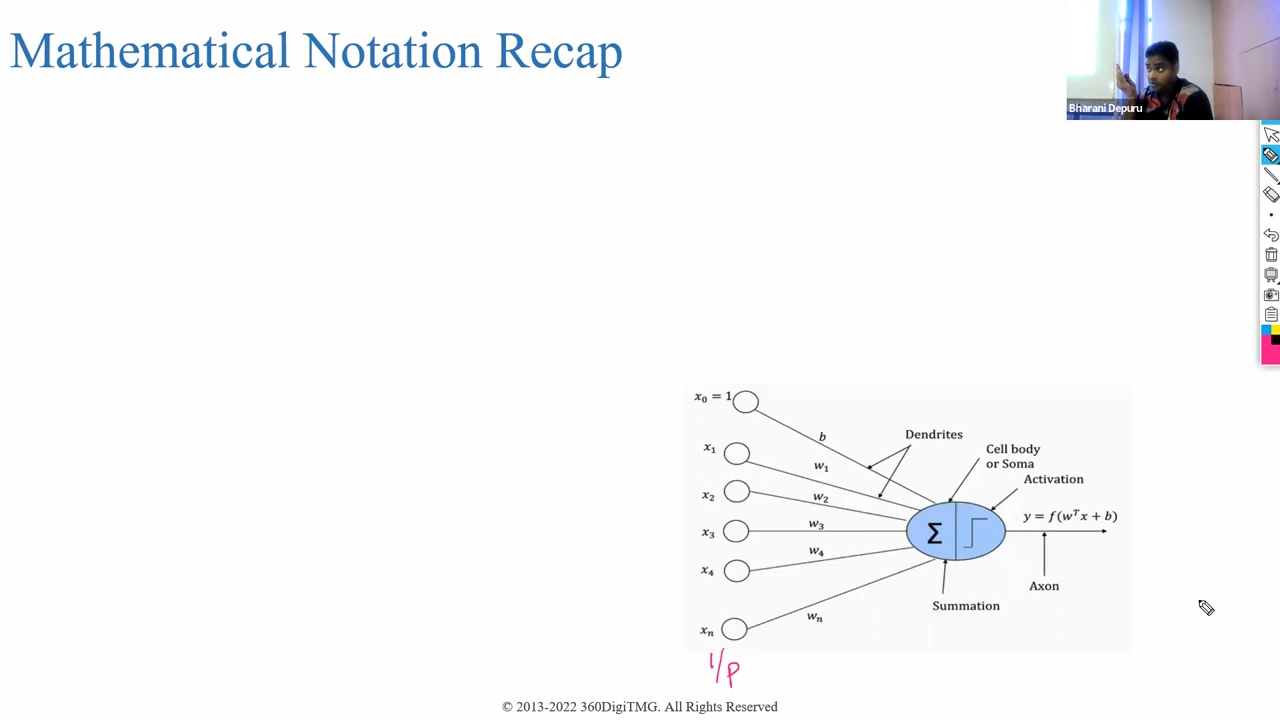 Mathematical Notation Recap
Bharani Depuru
x₀ = 1
b
Dendrites
Cell body
or Soma
x₁
w₁
Activation
x₂
w₂
y = f(wᵀx + b)
x₃
w₃
x₄
w₄
Axon
Summation
xₙ
wₙ
I/P
© 2013-2022 360DigiTMG. All Rights Reserved